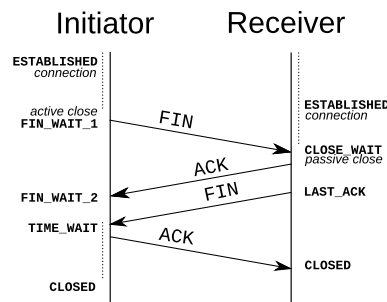 Initiator Receiver
ESTABLISHED
connection
active close
FIN_WAIT_1
FIN
ESTABLISHED
connection
CLOSE_WAIT
passive close
ACK
FIN_WAIT_2
FIN
LAST_ACK
TIME_WAIT
ACK
CLOSED
CLOSED